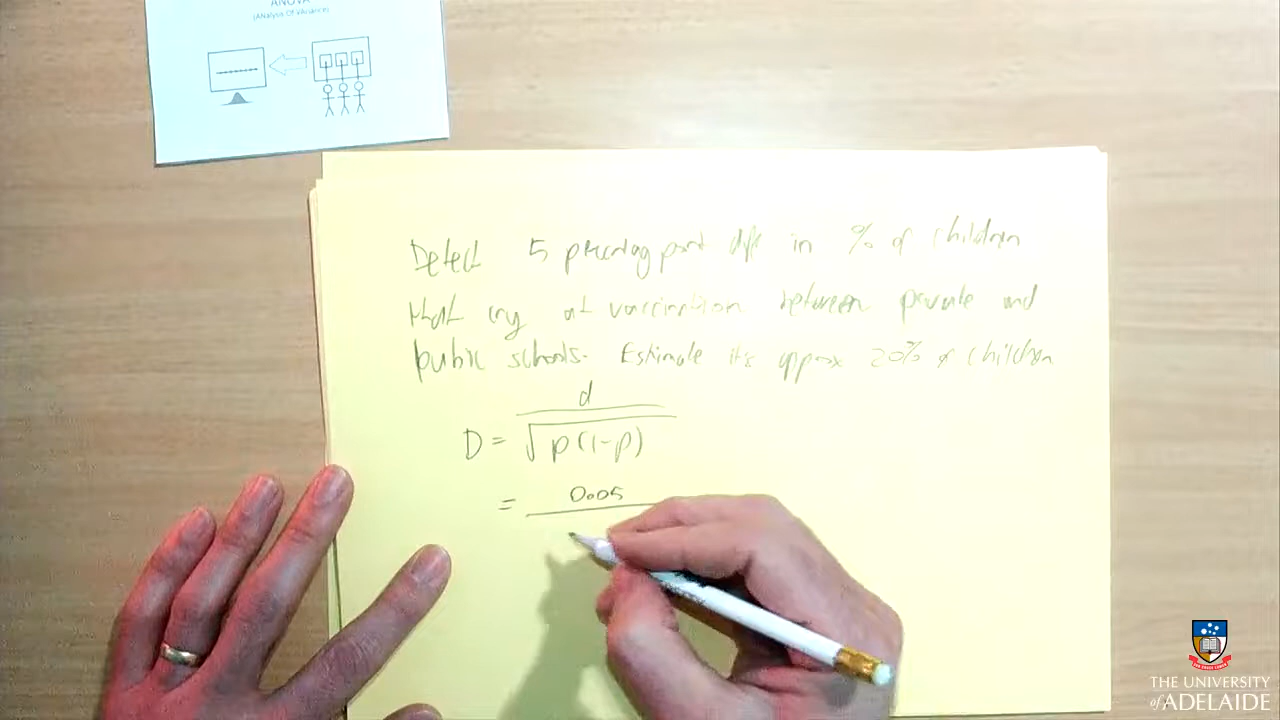 ANOVA
(ANalysis Of VAriance)
Detect 5 percentage point diff in % of children
that cry at vaccination between private and
public schools. Estimate its approx 20% of children
d
D = √p(1-p)
= 0.05
THE UNIVERSITY
of ADELAIDE